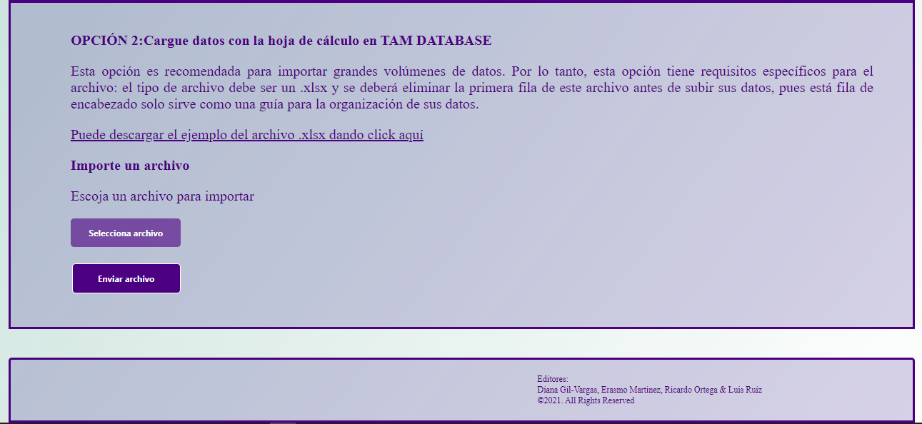 OPCIÓN 2:Cargue datos con la hoja de cálculo en TAM DATABASE
Esta opción es recomendada para importar grandes volúmenes de datos. Por lo tanto, esta opción tiene requisitos específicos para el
archivo: el tipo de archivo debe ser un .xlsx y se deberá eliminar la primera fila de este archivo antes de subir sus datos, pues está fila de
encabezado solo sirve como una guía para la organización de sus datos.
Puede descargar el ejemplo del archivo .xlsx dando click aquí
Importe un archivo
Escoja un archivo para importar
Selecciona archivo
Enviar archivo
Editores:
Diana Gil-Vargas, Erasmo Martínez, Ricardo Ortega & Luis Ruiz
©2021. All Rights Reserved